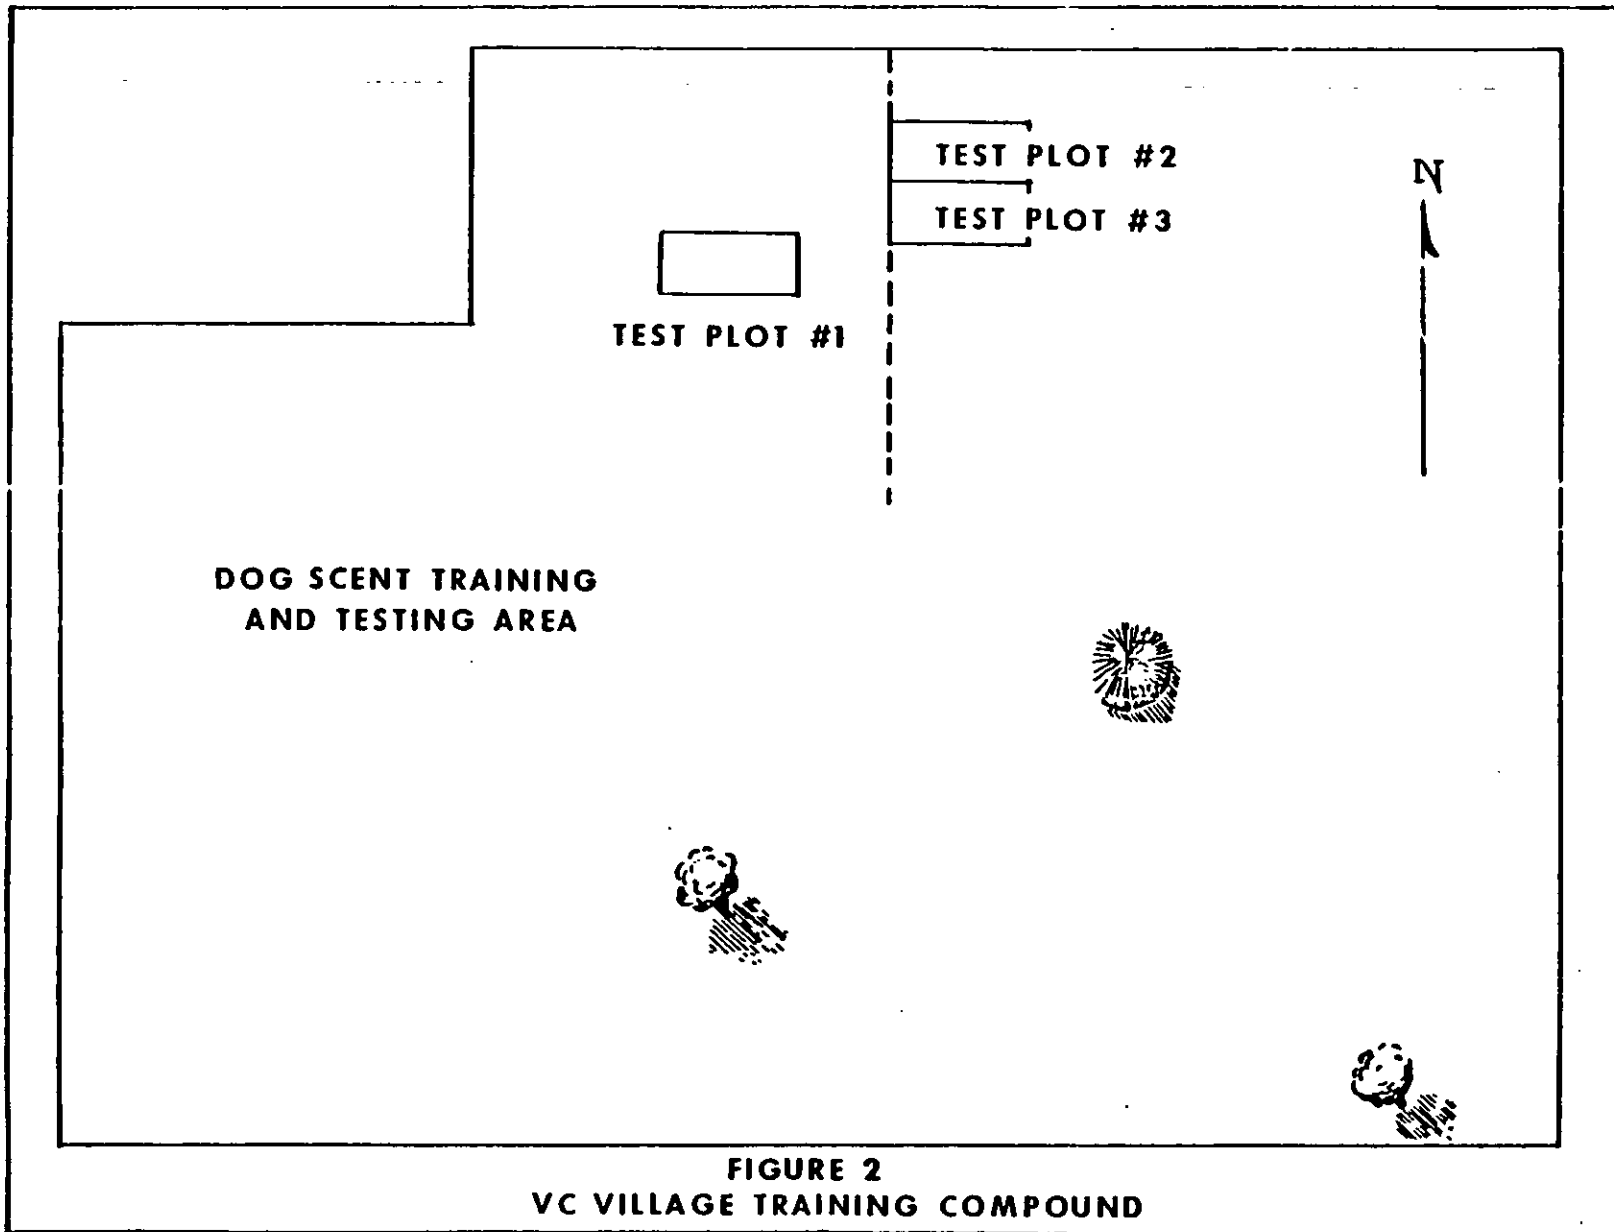 TEST PLOT #2
N
TEST PLOT #3
TEST PLOT #1
DOG SCENT TRAINING
AND TESTING AREA
FIGURE 2
VC VILLAGE TRAINING COMPOUND